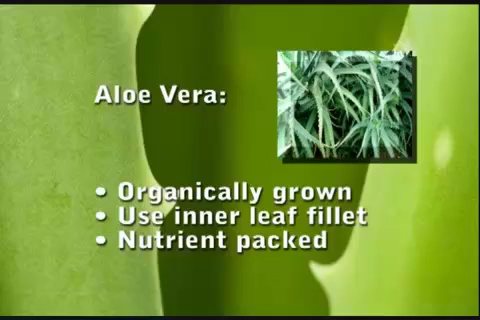 Aloe Vera:
• Organically grown
• Use inner leaf fillet
• Nutrient packed